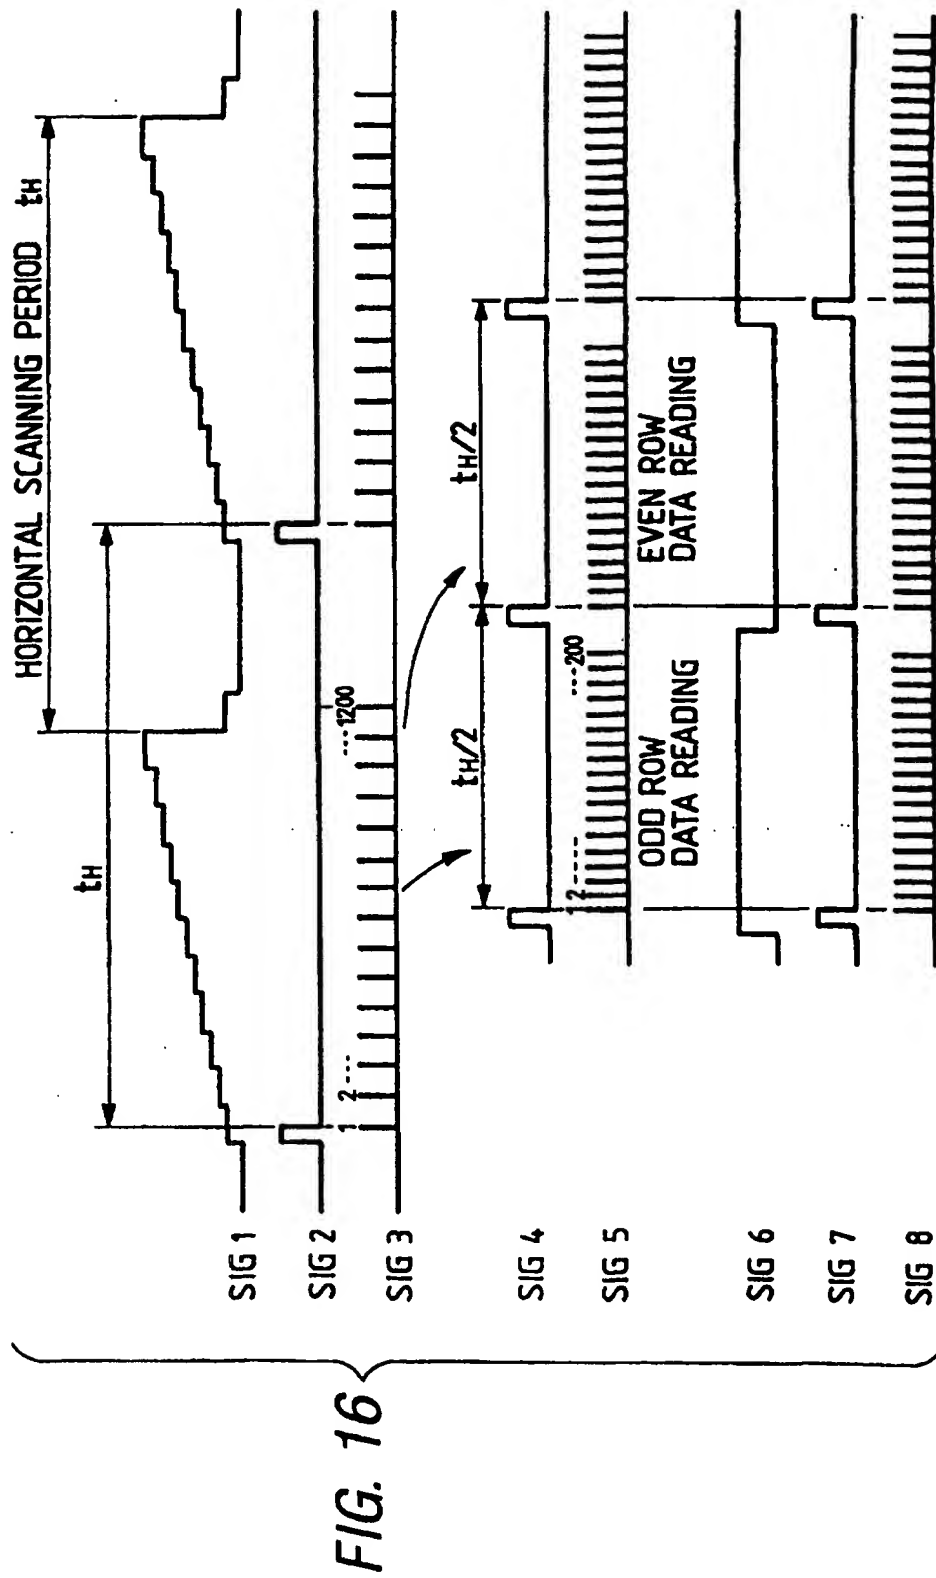 FIG. 16
HORIZONTAL SCANNING PERIOD tH
tH
SIG 1
SIG 2
1 2 --- ---1200
SIG 3
tH/2 tH/2
SIG 4
1 2 ---- ---200
SIG 5
ODD ROW
DATA READING
EVEN ROW
DATA READING
SIG 6
SIG 7
SIG 8